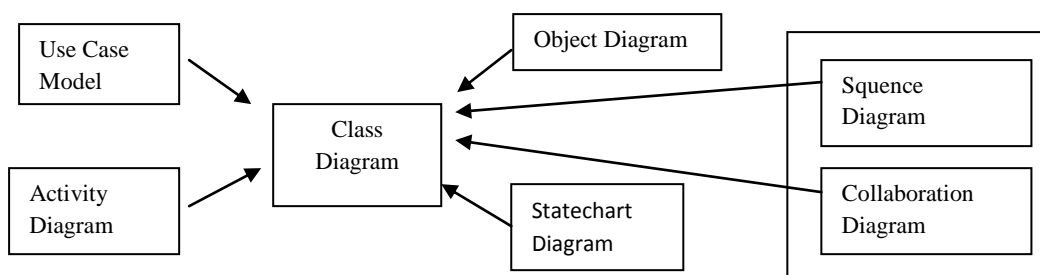 Use Case
Model
Object Diagram
Squence
Diagram
Class
Diagram
Activity
Diagram
Statechart
Diagram
Collaboration
Diagram